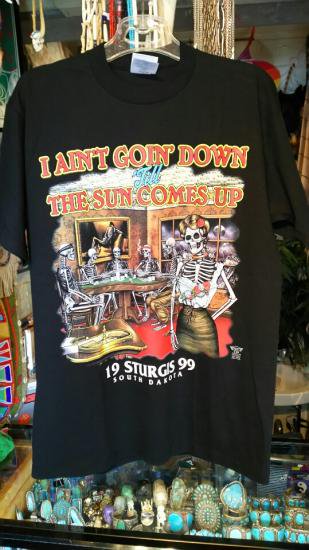 I AIN'T GOIN' DOWN
Till
THE SUN COMES UP
19 STURGIS 99
SOUTH DAKOTA